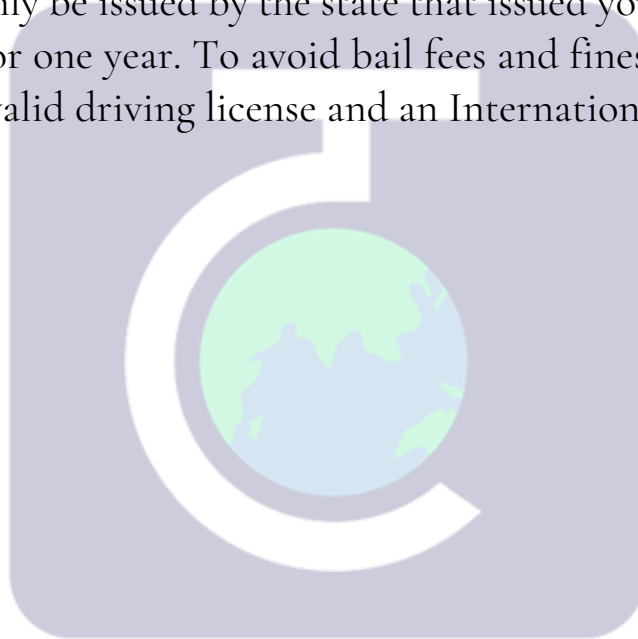 nly be issued by the state that issued yo
or one year. To avoid bail fees and fines
valid driving license and an Internation